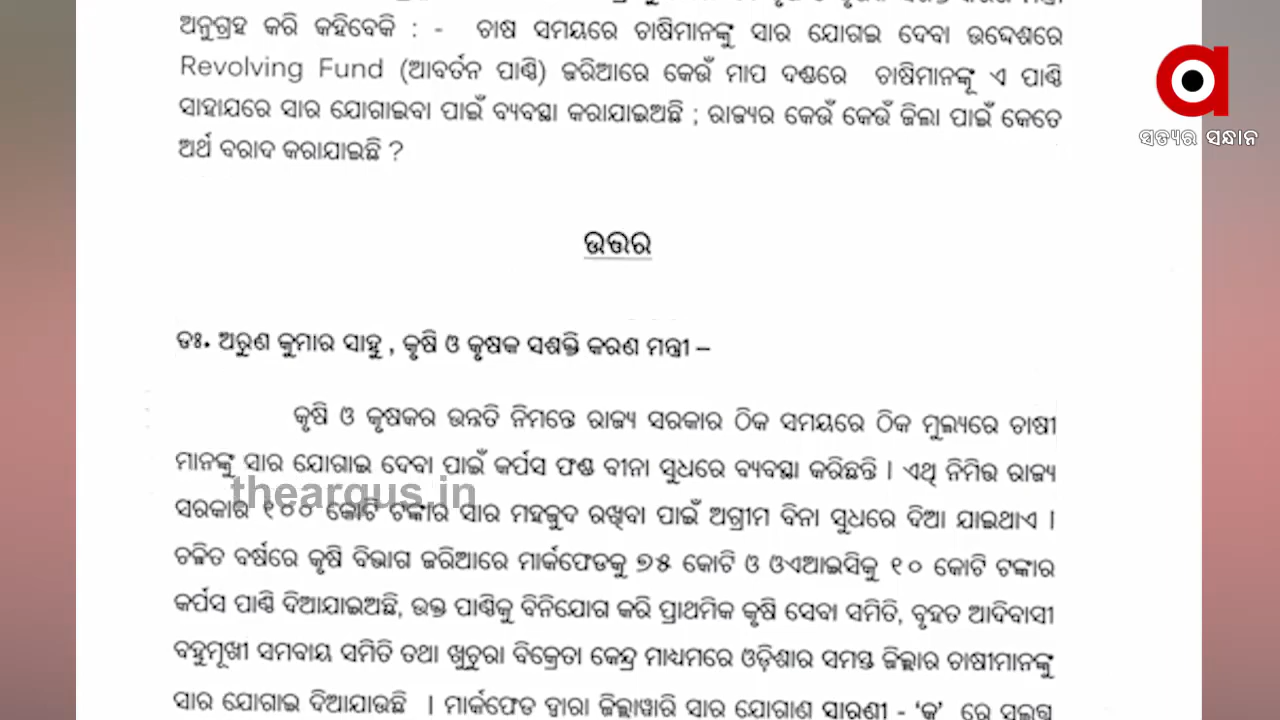 ଅନୁଗ୍ରହ କରି କହିବେକି : - ଚାଷ ସମୟରେ ଚାଷିମାନଙ୍କୁ ସାର ଯୋଗାଇ ଦେବା ଉଦ୍ଦେଶରେ
Revolving Fund (ଆବର୍ତନ ପାଣ୍ଠି) ଜରିଆରେ କେଉଁ ମାପ ଦଣ୍ଡରେ ଚାଷିମାନଙ୍କୁ ଏ ପାଣ୍ଠି
ସାହାଯରେ ସାର ଯୋଗାଇବା ପାଇଁ ବ୍ୟବସ୍ଥା କରାଯାଇଅଛି ; ରାଜ୍ୟର କେଉଁ କେଉଁ ଜିଲା ପାଇଁ କେତେ
ଅର୍ଥ ବରାଦ କରାଯାଇଛି ?
ସତ୍ୟର ସନ୍ଧାନ
ଉତ୍ତର
ଡଃ. ଅରୁଣ କୁମାର ସାହୁ , କୃଷି ଓ କୃଷକ ସଶକ୍ତି କରଣ ମନ୍ତ୍ରୀ –
କୃଷି ଓ କୃଷକର ଉନ୍ନତି ନିମନ୍ତେ ରାଜ୍ୟ ସରକାର ଠିକ ସମୟରେ ଠିକ ମୁଲ୍ୟରେ ଚାଷୀ
ମାନଙ୍କୁ ସାର ଯୋଗାଇ ଦେବା ପାଇଁ କର୍ପସ ଫଣ୍ଡ ବୀନା ସୁଧରେ ବ୍ୟବସ୍ଥା କରିଛନ୍ତି । ଏଥି ନିମିତ୍ତ ରାଜ୍ୟ
theargus.in
ସରକାର ୧୦୦ କୋଟି ଟଙ୍କାର ସାର ମହଜୁଦ ରଖିବା ପାଇଁ ଅଗ୍ରୀମ ବିନା ସୁଧରେ ଦିଆ ଯାଇଥାଏ ।
ଚଳିତ ବର୍ଷରେ କୃଷି ବିଭାଗ ଜରିଆରେ ମାର୍କଫେଡକୁ ୭୫ କୋଟି ଓ ଓଏଆଇସିକୁ ୧୦ କୋଟି ଟଙ୍କାର
କର୍ପସ ପାଣ୍ଠି ଦିଆଯାଇଅଛି, ଉକ୍ତ ପାଣ୍ଠିକୁ ବିନିଯୋଗ କରି ପ୍ରାଥମିକ କୃଷି ସେବା ସମିତି, ବୃହତ ଆଦିବାସୀ
ବହୁମୂଖୀ ସମବାୟ ସମିତି ତଥା ଖୁଚୁରା ବିକ୍ରେତା କେନ୍ଦ୍ର ମାଧ୍ୟମରେ ଓଡ଼ିଶାର ସମସ୍ତ ଜିଲ୍ଲାର ଚାଷୀମାନଙ୍କୁ
ସାର ଯୋଗାଇ ଦିଆଯାଉଛି । ମାର୍କଫେଡ ଦ୍ୱାରା ଜିଲ୍ଲାୱାରି ସାର ଯୋଗାଣ ସାରଣୀ - ‘କ’ ରେ ସଲଗ୍ନ